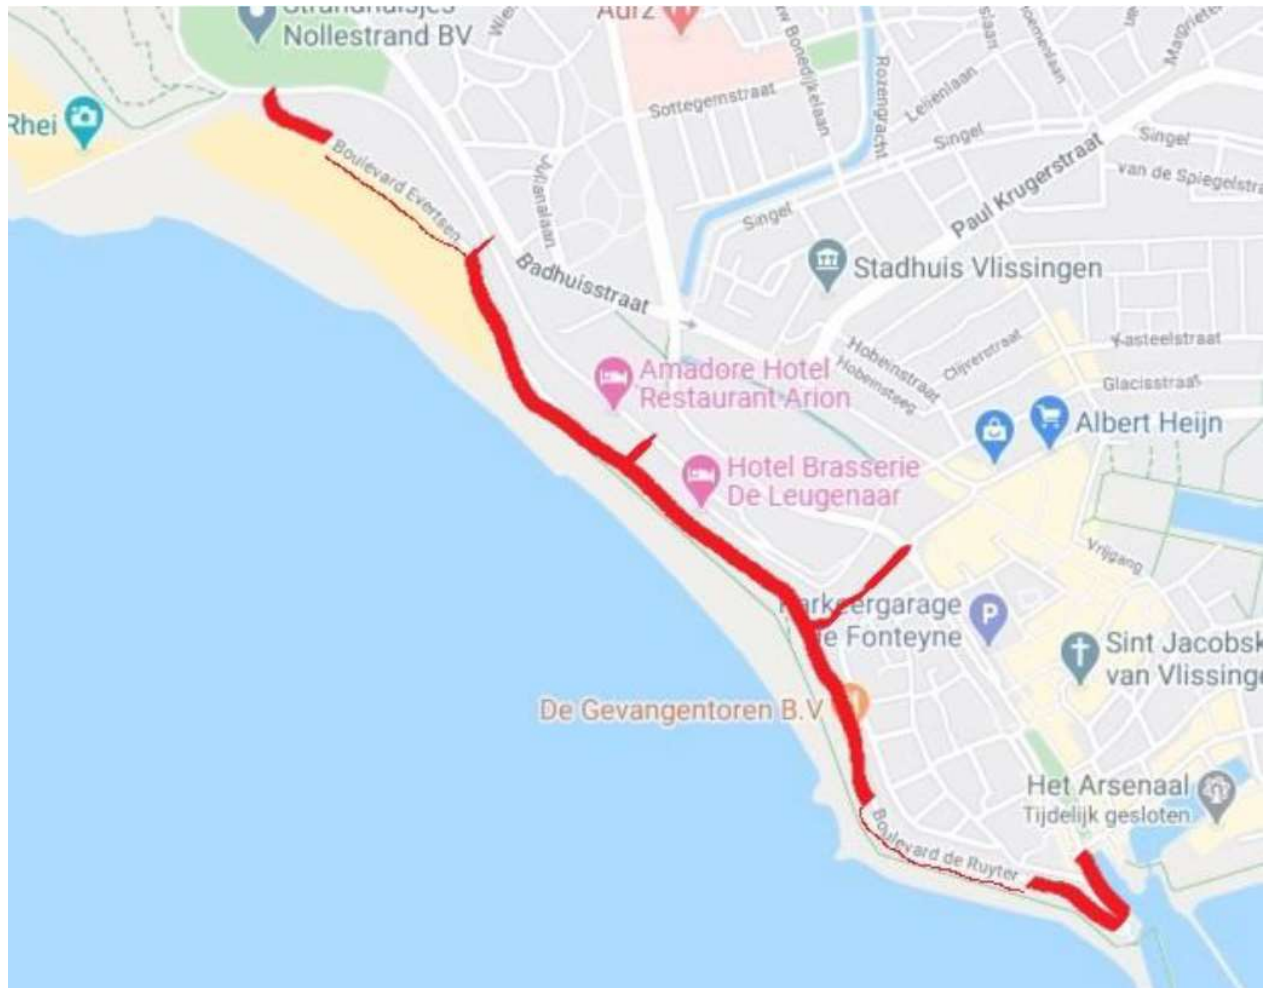 Strandhuisjes
Nollestrand BV
Sottegemstraat
Bonedijkelaan
Rozengracht
Lelienlaan
Singel
Singel
Paul Krugerstraat
van de Spiegelstra
Rhei
Boulevard Evertsen
Julianalaan
Singel
Badhuisstraat
Stadhuis Vlissingen
Hobeinstraat
Hobeinsteeg
Clijverstraat
Kasteelstraat
Glacisstraat
Amadore Hotel
Restaurant Arion
Albert Heijn
Hotel Brasserie
De Leugenaar
Vrijgang
Parkeergarage
de Fonteyne
Sint Jacobsk
van Vlissinge
De Gevangentoren B.V
Het Arsenaal
Tijdelijk gesloten
Boulevard de Ruyter
P